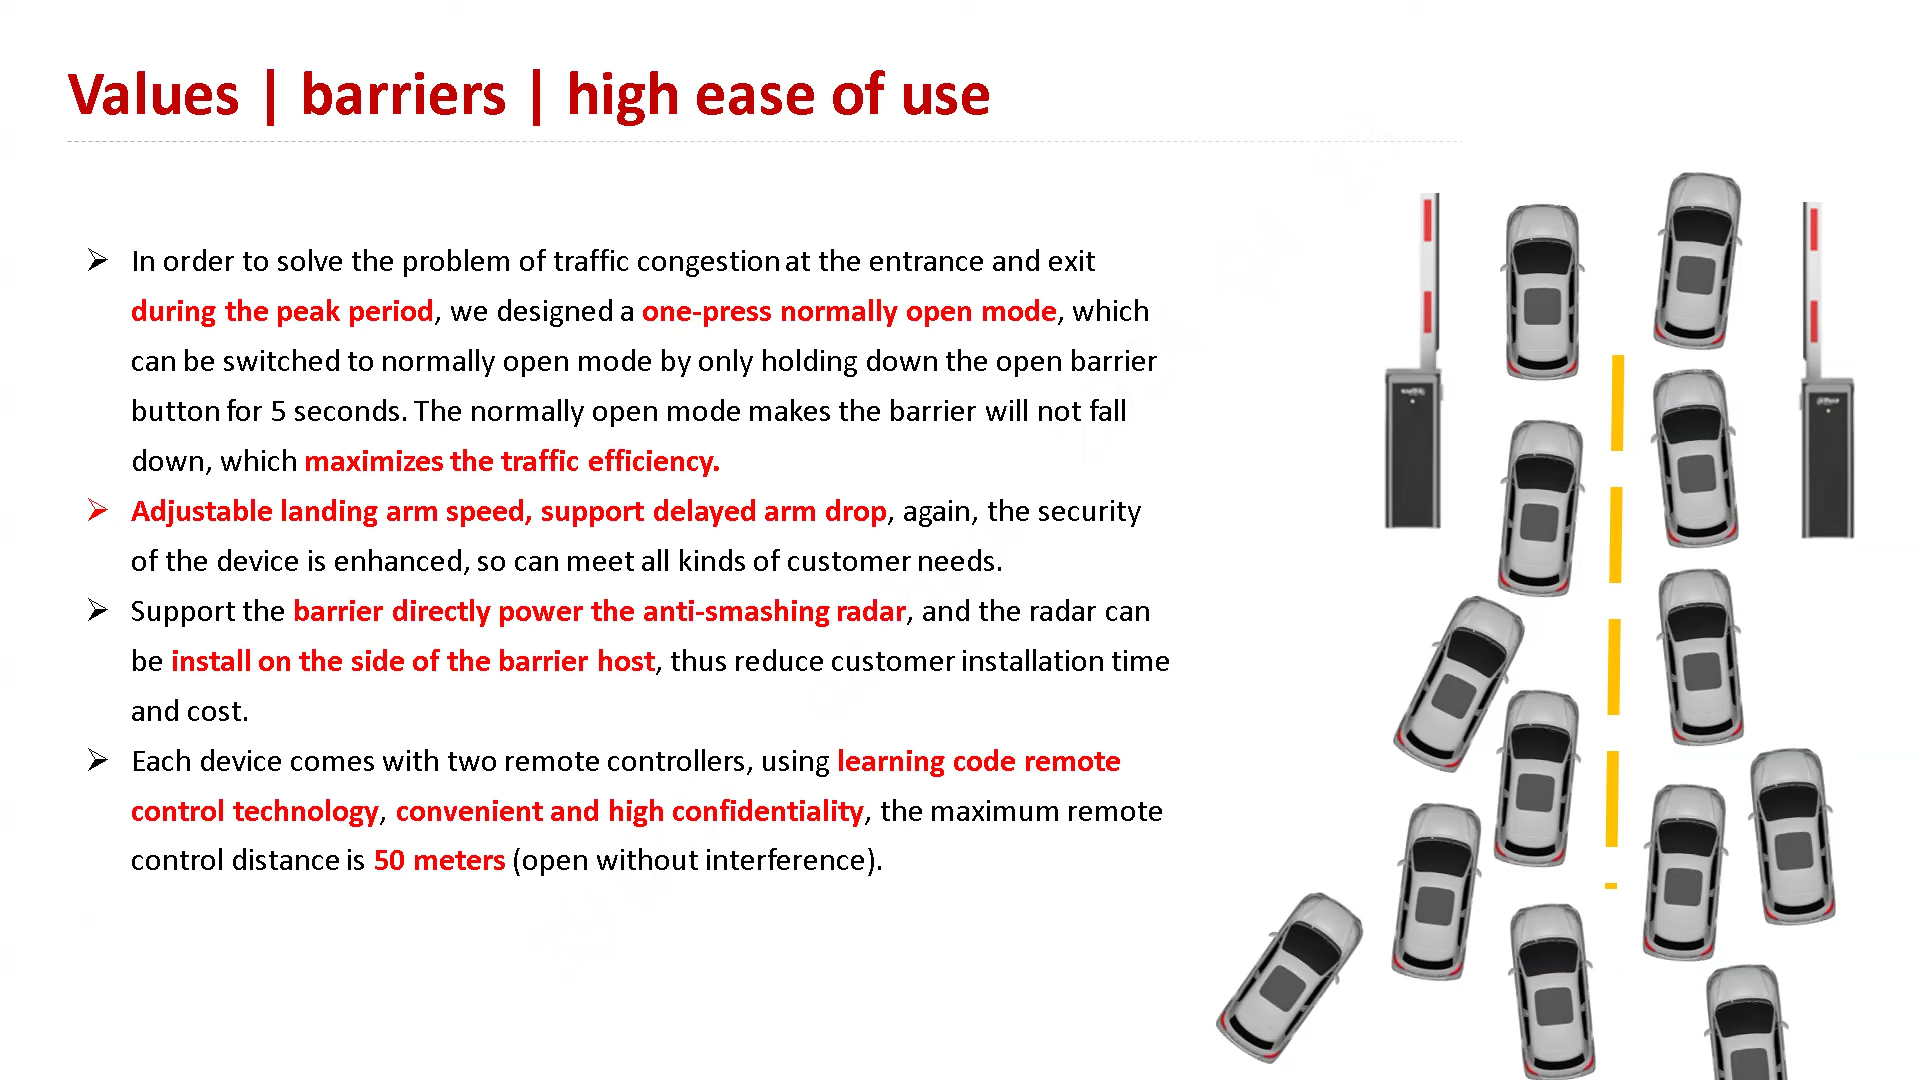 Values | barriers | high ease of use
➢ In order to solve the problem of traffic congestion at the entrance and exit
during the peak period, we designed a one-press normally open mode, which
can be switched to normally open mode by only holding down the open barrier
button for 5 seconds. The normally open mode makes the barrier will not fall
down, which maximizes the traffic efficiency.
➢ Adjustable landing arm speed, support delayed arm drop, again, the security
of the device is enhanced, so can meet all kinds of customer needs.
➢ Support the barrier directly power the anti-smashing radar, and the radar can
be install on the side of the barrier host, thus reduce customer installation time
and cost.
➢ Each device comes with two remote controllers, using learning code remote
control technology, convenient and high confidentiality, the maximum remote
control distance is 50 meters (open without interference).